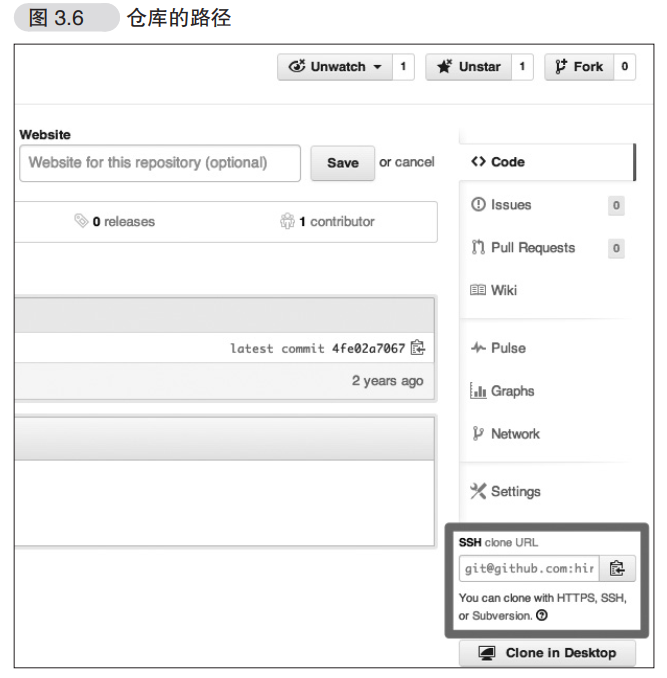 图 3.6 仓库的路径
Unwatch 1 Unstar 1 Fork 0
Website
Website for this repository (optional) Save or cancel
0 releases 1 contributor
latest commit 4fe02a7067
2 years ago
Code
Issues 0
Pull Requests 0
Wiki
Pulse
Graphs
Network
Settings
SSH clone URL
git@github.com:hir
You can clone with HTTPS, SSH,
or Subversion.
Clone in Desktop